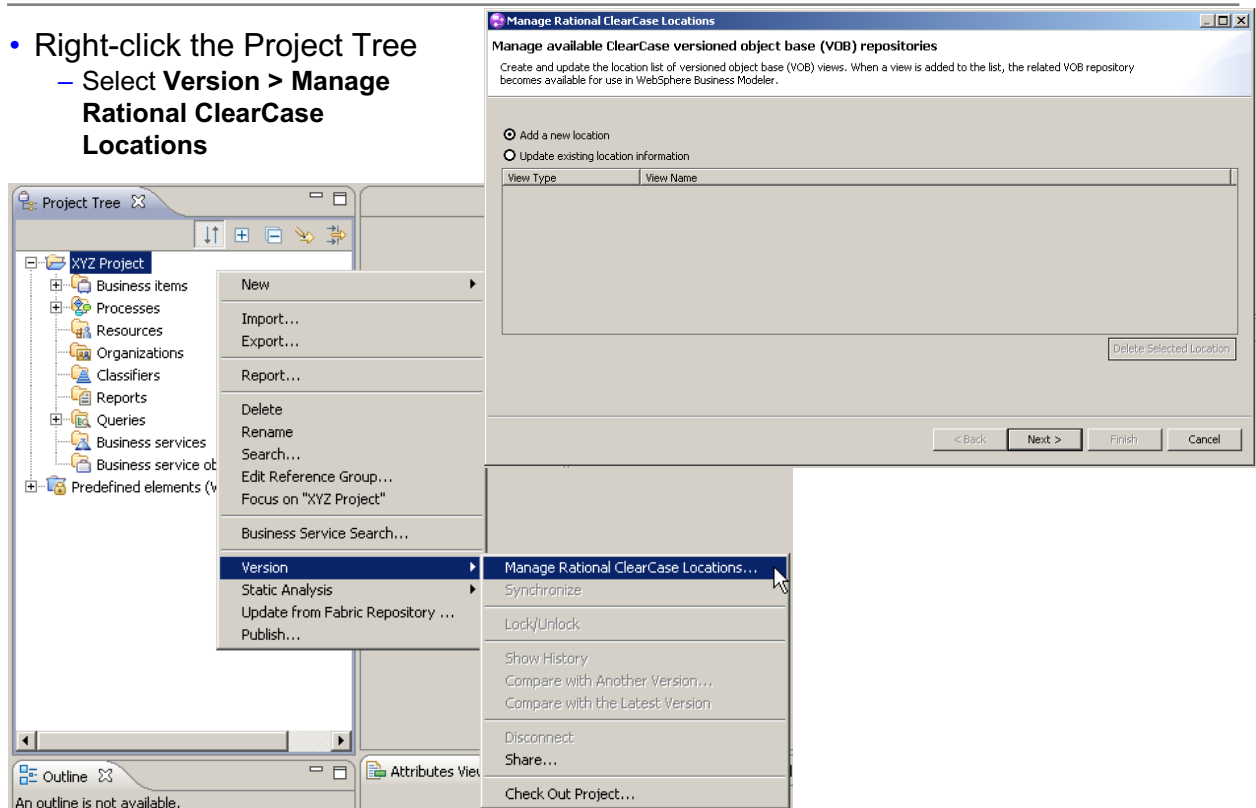 • Right-click the Project Tree
– Select Version > Manage
Rational ClearCase
Locations
Manage Rational ClearCase Locations
Manage available ClearCase versioned object base (VOB) repositories
Create and update the location list of versioned object base (VOB) views. When a view is added to the list, the related VOB repository
becomes available for use in WebSphere Business Modeler.
Add a new location
Update existing location information
View Type View Name
Delete Selected Location
< Back Next > Finish Cancel
Project Tree
XYZ Project
Business items
Processes
Resources
Organizations
Classifiers
Reports
Queries
Business services
Business service ob
Predefined elements (
New
Import...
Export...
Report...
Delete
Rename
Search...
Edit Reference Group...
Focus on "XYZ Project"
Business Service Search...
Version
Static Analysis
Update from Fabric Repository ...
Publish...
Manage Rational ClearCase Locations...
Synchronize
Lock/Unlock
Show History
Compare with Another Version...
Compare with the Latest Version
Disconnect
Share...
Check Out Project...
Outline
An outline is not available.
Attributes View